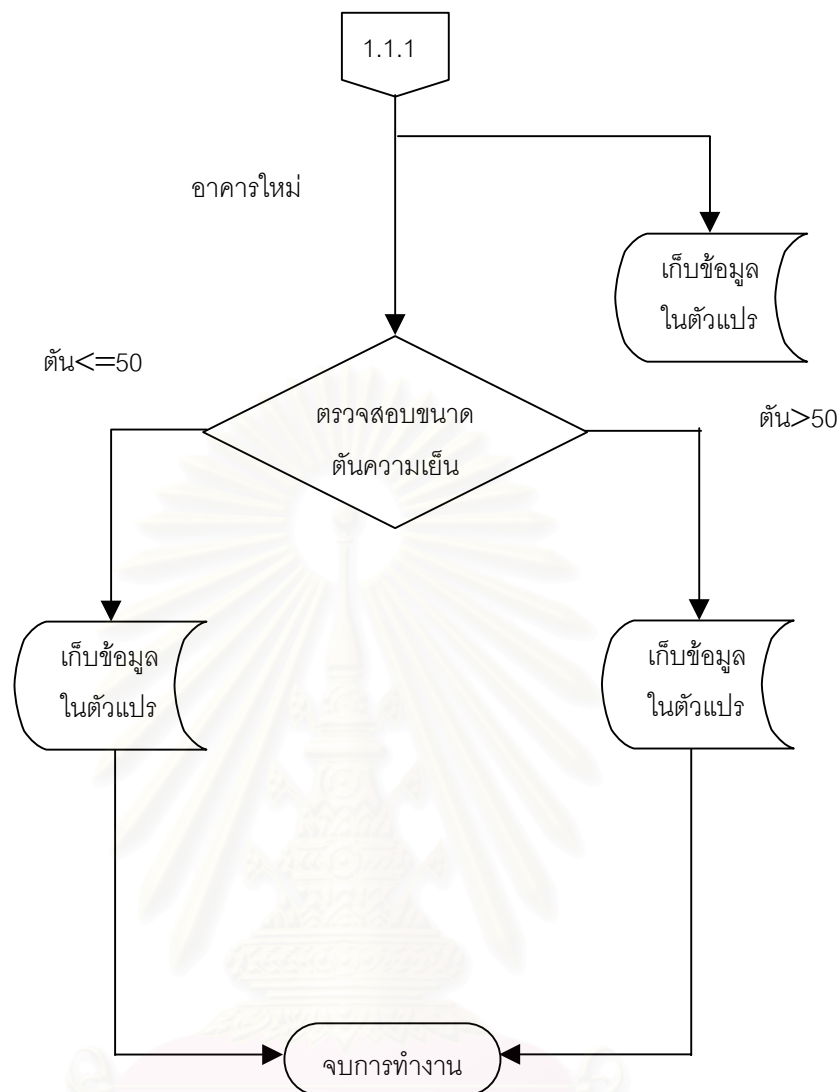 1.1.1
อาคารใหม่
เก็บข้อมูล
ในตัวแปร
ตัน<=50
ตรวจสอบขนาด
ตันความเย็น
ตัน>50
เก็บข้อมูล
ในตัวแปร
เก็บข้อมูล
ในตัวแปร
จบการทำงาน